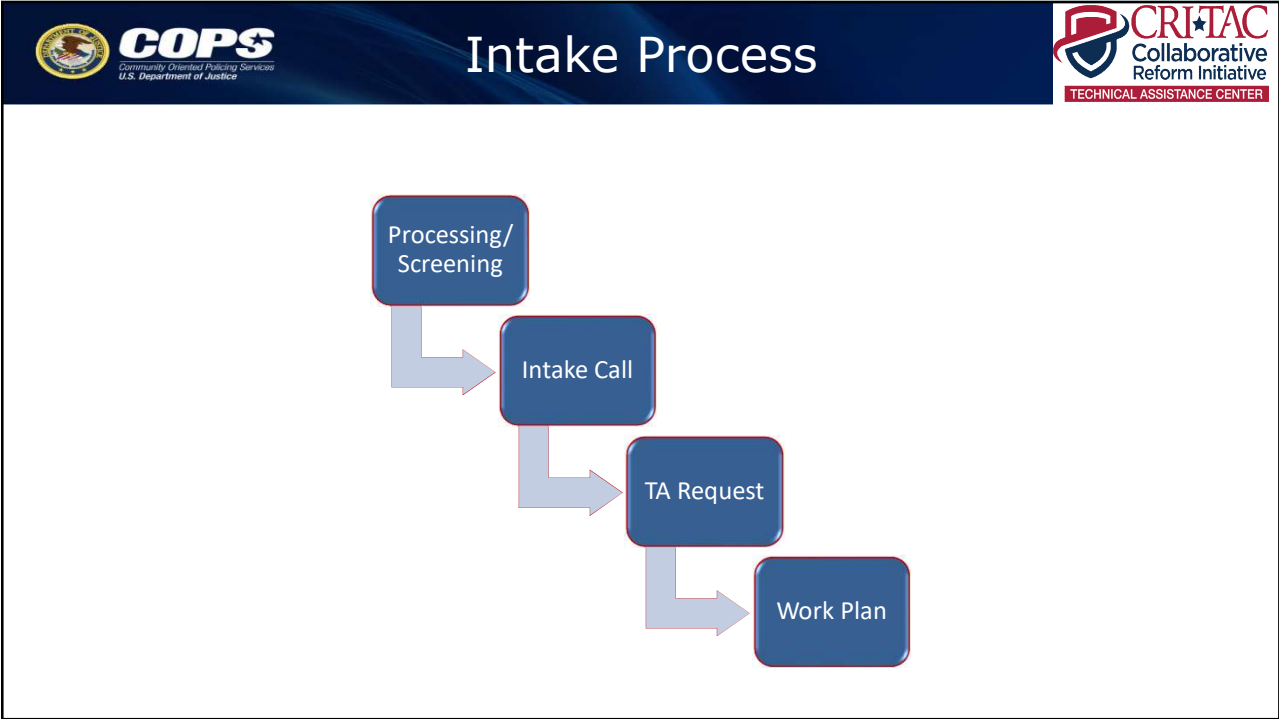 COPS
Community Oriented Policing Services
U.S. Department of Justice
Intake Process
CRI★TAC
Collaborative
Reform Initiative
TECHNICAL ASSISTANCE CENTER
Processing/
Screening
Intake Call
TA Request
Work Plan